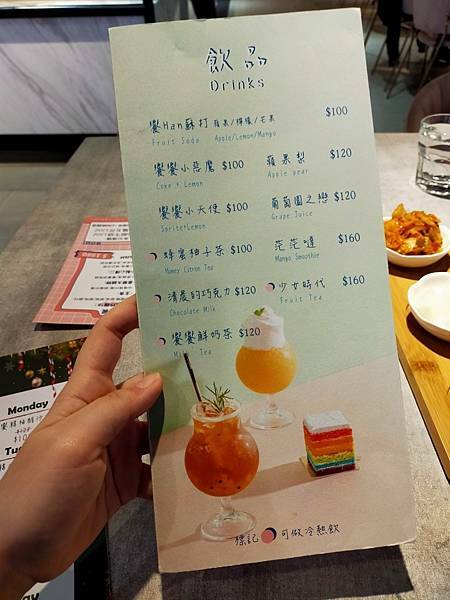 飲品
Drinks
饗Han蘇打 蘋果/檸檬/芒果 $100
Fruit Soda Apple/Lemon/Mango
饗饗小惡魔 $100
Coke + Lemon
蘋果梨 $120
Apple pear
饗饗小天使 $100
Sprite+Lemon
葡萄園之戀 $120
Grape Juice
蜂蜜柚子茶 $100
Honey Citron Tea
茫茫噠 $160
Mango Smoothie
濃的巧克力 $120
Chocolate Milk
少女時代 $160
Fruit Tea
饗饗鮮奶茶 $120
Tea
標記 可做冷熱飲
Monday